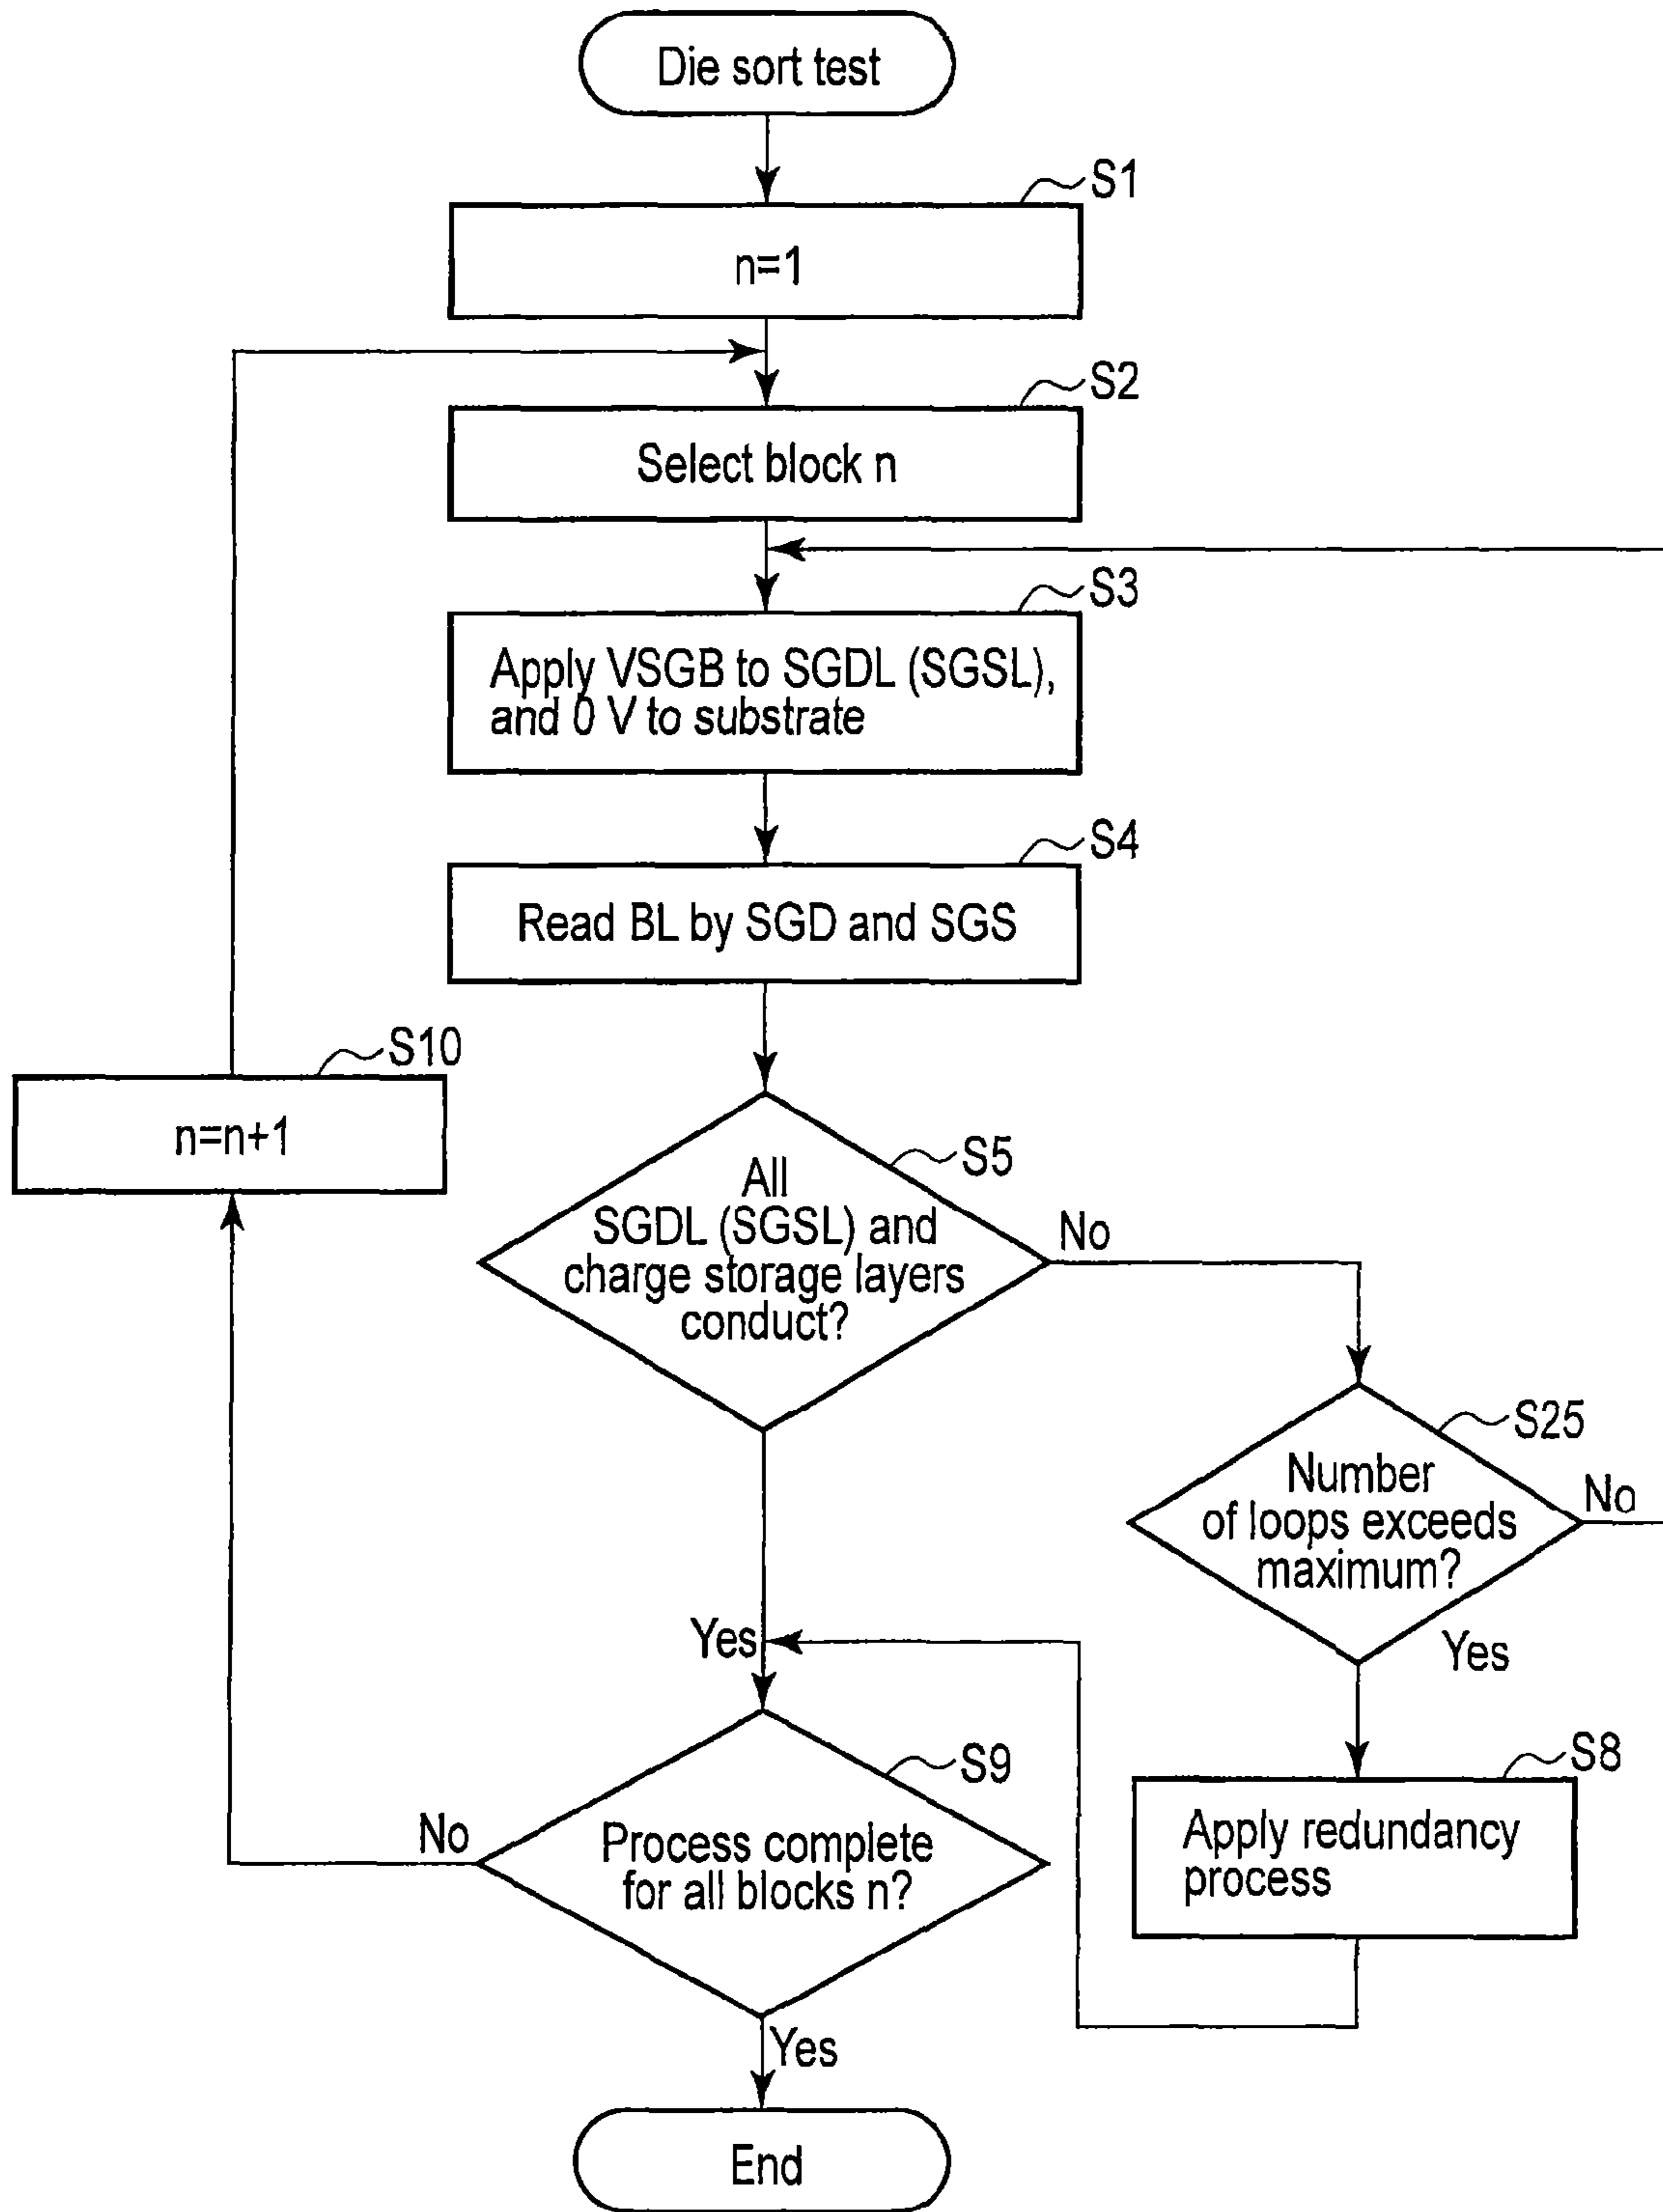 Die sort test
S1
n=1
S2
Select block n
S3
Apply VSGB to SGDL (SGSL),
and 0 V to substrate
S4
Read BL by SGD and SGS
S10
n=n+1
S5
All
SGDL (SGSL) and
charge storage layers
conduct?
No
S25
Number
of loops exceeds
maximum?
No
Yes
Yes
S8
Apply redundancy
process
S9
Process complete
for all blocks n?
No
Yes
End